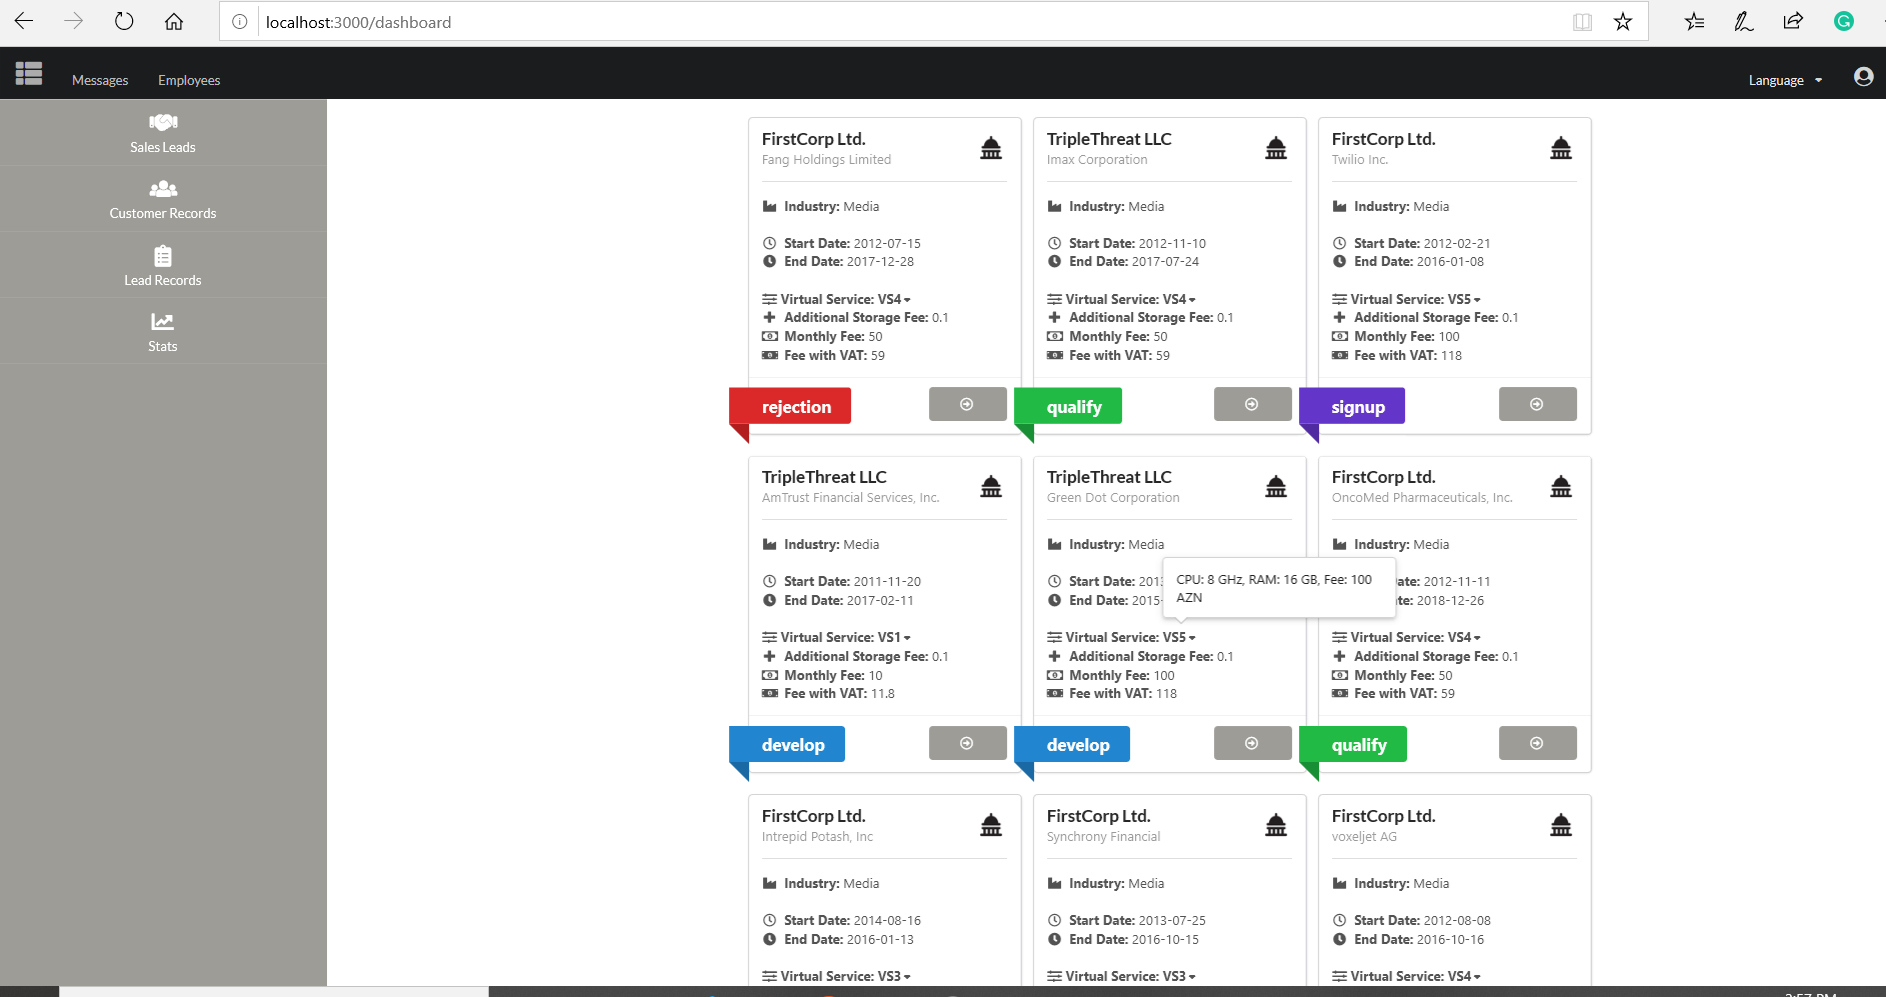 localhost:3000/dashboard
Messages
Employees
Language
Sales Leads
Customer Records
Lead Records
Stats
FirstCorp Ltd.
Fang Holdings Limited
Industry: Media
Start Date: 2012-07-15
End Date: 2017-12-28
Virtual Service: VS4
Additional Storage Fee: 0.1
Monthly Fee: 50
Fee with VAT: 59
rejection
TripleThreat LLC
Imax Corporation
Industry: Media
Start Date: 2012-11-10
End Date: 2017-07-24
Virtual Service: VS4
Additional Storage Fee: 0.1
Monthly Fee: 50
Fee with VAT: 59
qualify
FirstCorp Ltd.
Twilio Inc.
Industry: Media
Start Date: 2012-02-21
End Date: 2016-01-08
Virtual Service: VS5
Additional Storage Fee: 0.1
Monthly Fee: 100
Fee with VAT: 118
signup
TripleThreat LLC
AmTrust Financial Services, Inc.
Industry: Media
Start Date: 2011-11-20
End Date: 2017-02-11
Virtual Service: VS1
Additional Storage Fee: 0.1
Monthly Fee: 10
Fee with VAT: 11.8
develop
TripleThreat LLC
Green Dot Corporation
Industry: Media
Start Date: 201
End Date: 2015-
CPU: 8 GHz, RAM: 16 GB, Fee: 100
AZN
Virtual Service: VS5
Additional Storage Fee: 0.1
Monthly Fee: 100
Fee with VAT: 118
develop
FirstCorp Ltd.
OncoMed Pharmaceuticals, Inc.
Industry: Media
ate: 2012-11-11
te: 2018-12-26
Virtual Service: VS4
Additional Storage Fee: 0.1
Monthly Fee: 50
Fee with VAT: 59
qualify
FirstCorp Ltd.
Intrepid Potash, Inc
Industry: Media
Start Date: 2014-08-16
End Date: 2016-01-13
Virtual Service: VS3
FirstCorp Ltd.
Synchrony Financial
Industry: Media
Start Date: 2013-07-25
End Date: 2016-10-15
Virtual Service: VS3
FirstCorp Ltd.
voxeljet AG
Industry: Media
Start Date: 2012-08-08
End Date: 2016-10-16
Virtual Service: VS4